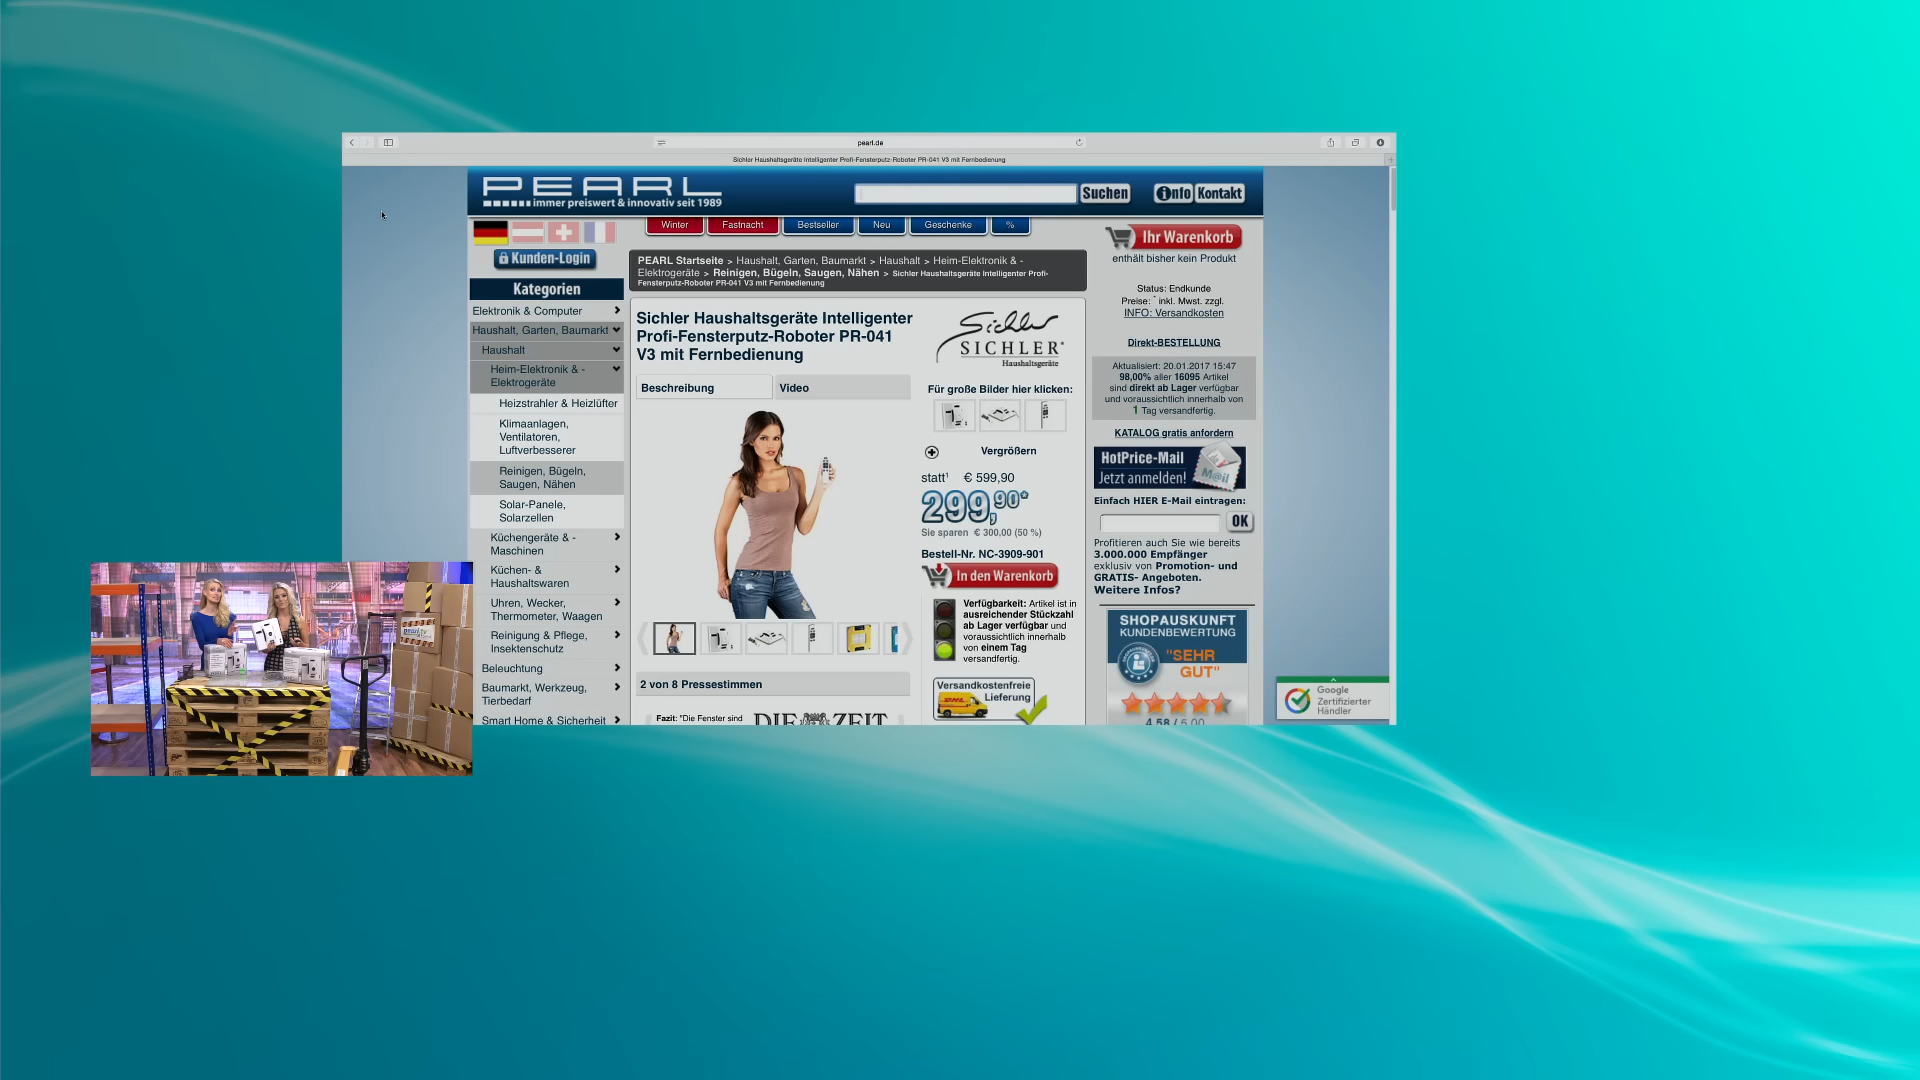 pearl.de
Sichler Haushaltsgeräte Intelligenter Profi-Fensterputz-Roboter PR-041 V3 mit Fernbedienung
PEARL
immer preiswert & innovativ seit 1989
Suchen
info
Kontakt
Winter
Fastnacht
Bestseller
Neu
Geschenke
%
Kunden-Login
Kategorien
Elektronik & Computer
Haushalt, Garten, Baumarkt
Haushalt
Heim-Elektronik & -
Elektrogeräte
Heizstrahler & Heizlüfter
Klimaanlagen,
Ventilatoren,
Luftverbesserer
Reinigen, Bügeln,
Saugen, Nähen
Solar-Panele,
Solarzellen
Küchengeräte & -
Maschinen
Küchen- &
Haushaltswaren
Uhren, Wecker,
Thermometer, Waagen
Reinigung & Pflege,
Insektenschutz
Beleuchtung
Baumarkt, Werkzeug,
Tierbedarf
Smart Home & Sicherheit
PEARL Startseite > Haushalt, Garten, Baumarkt > Haushalt > Heim-Elektronik & -
Elektrogeräte > Reinigen, Bügeln, Saugen, Nähen > Sichler Haushaltsgeräte Intelligenter Profi-
Fensterputz-Roboter PR-041 V3 mit Fernbedienung
Sichler Haushaltsgeräte Intelligenter
Profi-Fensterputz-Roboter PR-041
V3 mit Fernbedienung
Beschreibung
Video
2 von 8 Pressestimmen
Fazit: "Die Fenster sind
DIE ZEIT
Sichler
SICHLER
Haushaltsgeräte
Für große Bilder hier klicken:
Vergrößern
statt¹ € 599,90
299,90*
Sie sparen € 300,00 (50 %)
Bestell-Nr. NC-3909-901
In den Warenkorb
Verfügbarkeit: Artikel ist in
ausreichender Stückzahl
ab Lager verfügbar und
voraussichtlich innerhalb
von einem Tag
versandfertig.
Versandkostenfreie
Lieferung
DHL
Ihr Warenkorb
enthält bisher kein Produkt
Status: Endkunde
Preise: * inkl. Mwst. zzgl.
INFO: Versandkosten
Direkt-BESTELLUNG
Aktualisiert: 20.01.2017 15:47
98,00% aller 16095 Artikel
sind direkt ab Lager verfügbar
und voraussichtlich innerhalb von
1 Tag versandfertig.
KATALOG gratis anfordern
HotPrice-Mail
Jetzt anmelden!
M@il
Einfach HIER E-Mail eintragen:
OK
Profitieren auch Sie wie bereits
3.000.000 Empfänger
exklusiv von Promotion- und
GRATIS- Angeboten.
Weitere Infos?
SHOPAUSKUNFT
KUNDENBEWERTUNG
"SEHR
GUT"
4.58 / 5.00
Google
Zertifizierter
Händler
pearl.tv